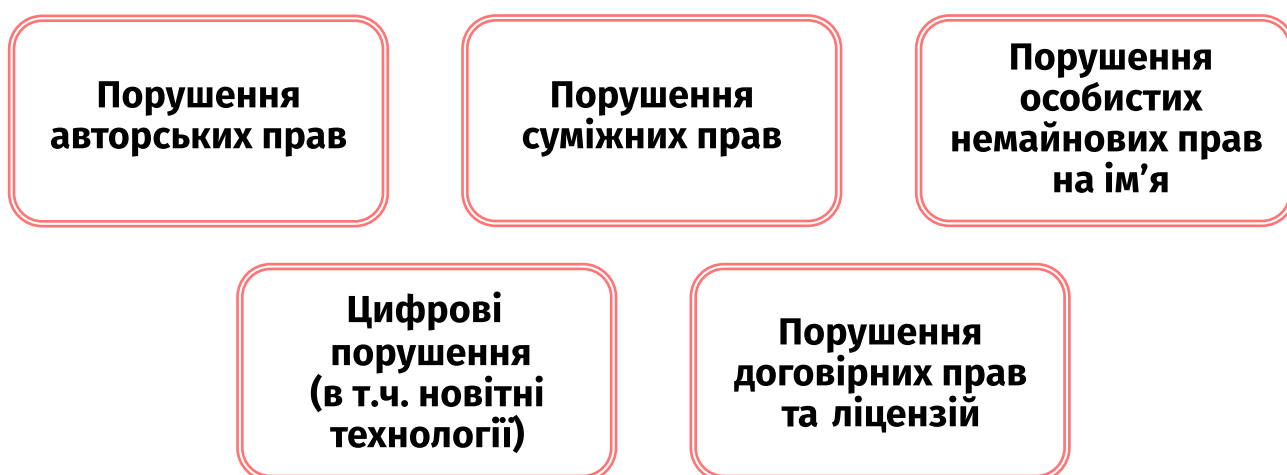 Порушення
авторських прав
Порушення
суміжних прав
Порушення
особистих
немайнових прав
на ім’я
Цифрові
порушення
(в т.ч. новітні
технології)
Порушення
договірних прав
та ліцензій